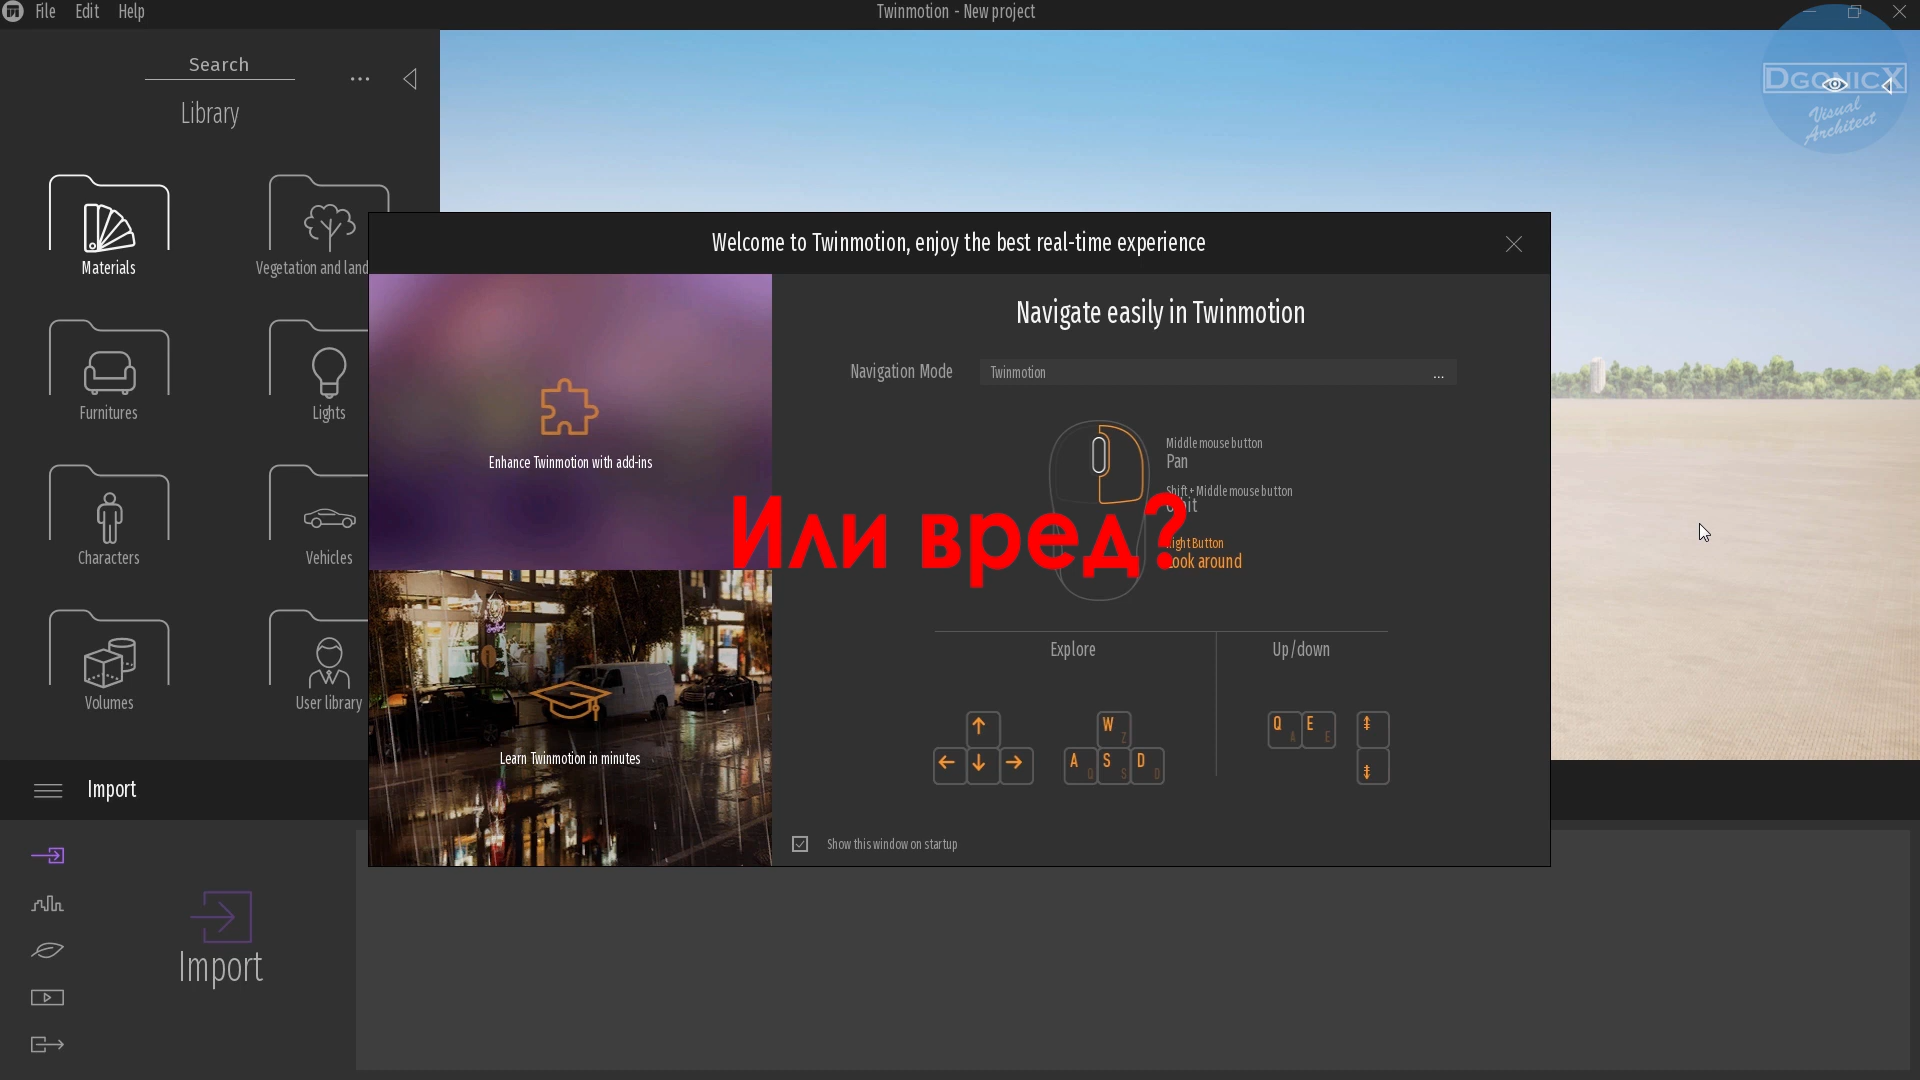 File Edit Help
Twinmotion - New project
Search
Library
Materials
Vegetation and land
Furnitures
Lights
Characters
Vehicles
Volumes
User library
Import
Import
DGONICX
Visual
Architect
Welcome to Twinmotion, enjoy the best real-time experience
Enhance Twinmotion with add-ins
Learn Twinmotion in minutes
Navigate easily in Twinmotion
Navigation Mode
Twinmotion
...
Middle mouse button
Pan
Shift + Middle mouse button
Orbit
Right Button
Look around
Или вред?
Explore
Up/down
W Z
A Q S S D D
Q A E E
Show this window on startup